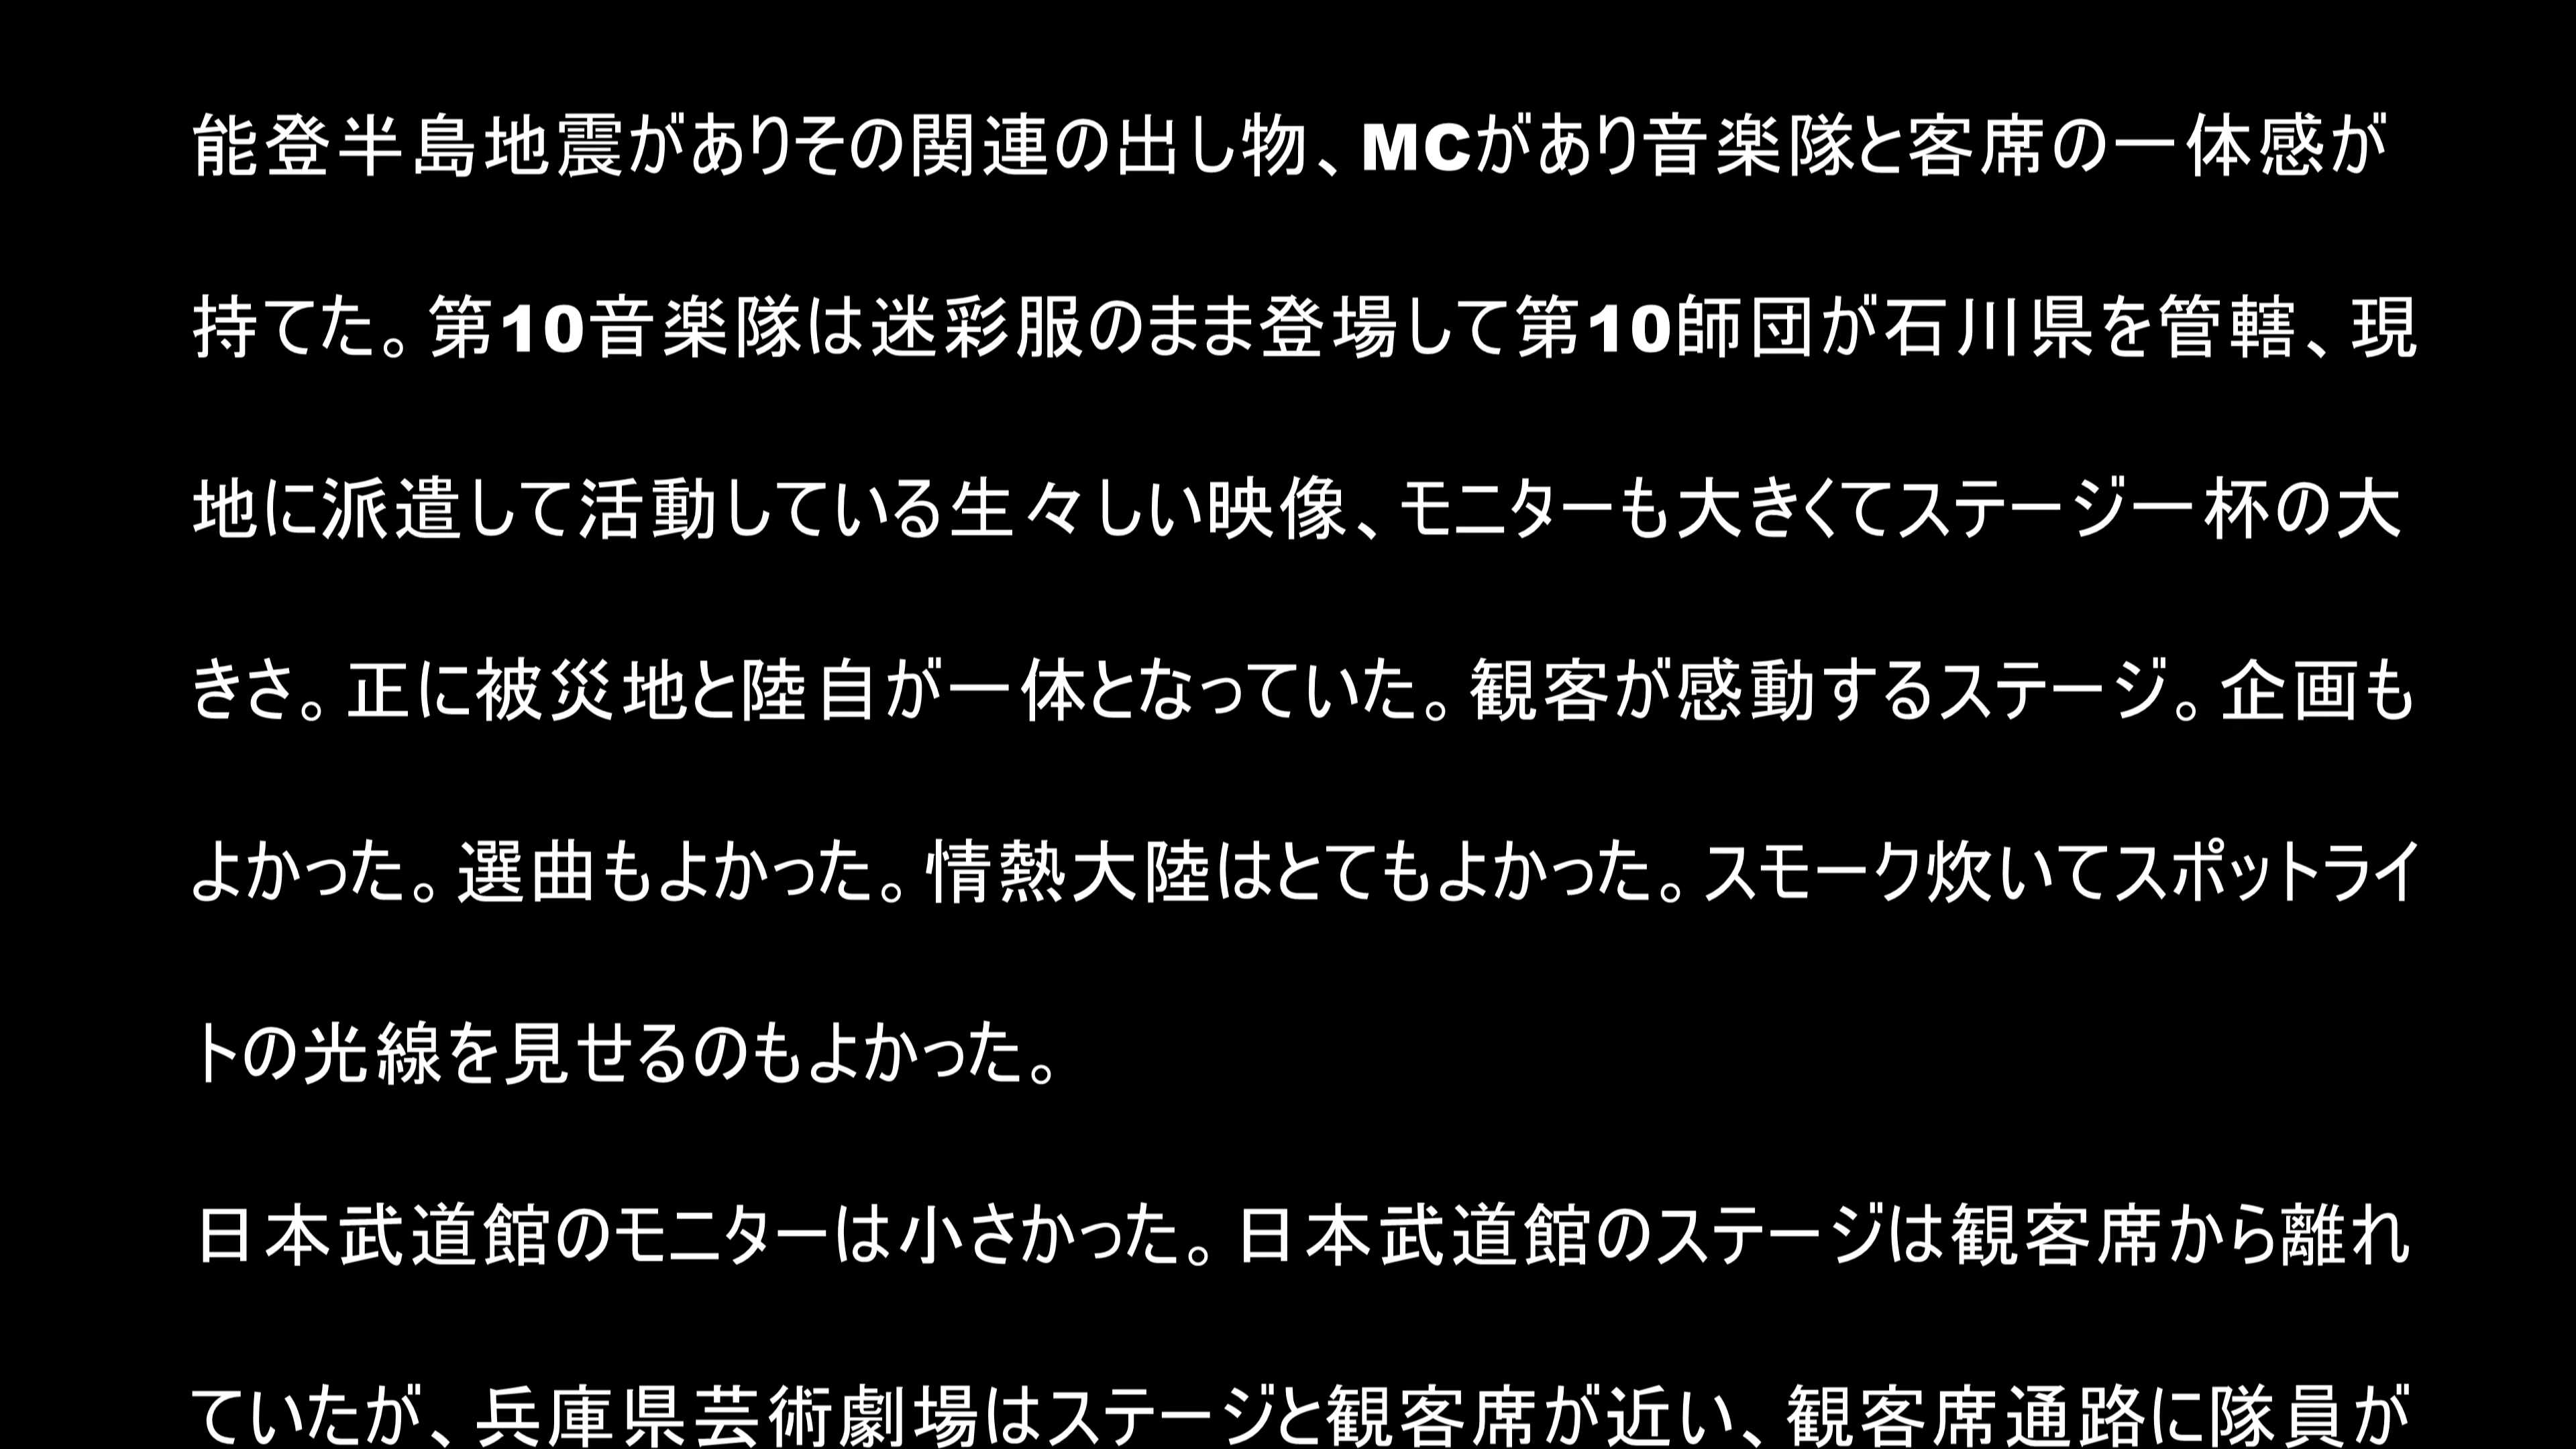 能登半島地震がありその関連の出し物、MCがあり音楽隊と客席の一体感が
持てた。第10音楽隊は迷彩服のまま登場して第10師団が石川県を管轄、現
地に派遣して活動している生々しい映像、モニターも大きくてステージ一杯の大
きさ。正に被災地と陸自が一体となっていた。観客が感動するステージ。企画も
よかった。選曲もよかった。情熱大陸はとてもよかった。スモーク炊いてスポットライ
トの光線を見せるのもよかった。
日本武道館のモニターは小さかった。日本武道館のステージは観客席から離れ
ていたが、兵庫県芸術劇場はステージと観客席が近い、観客席通路に隊員が